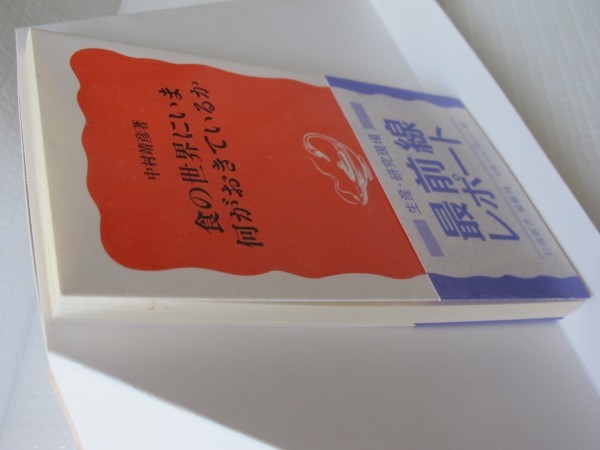 食の世界にいま
何がおきているか
中村靖彦著
生産・研究現場
最前線
レポート